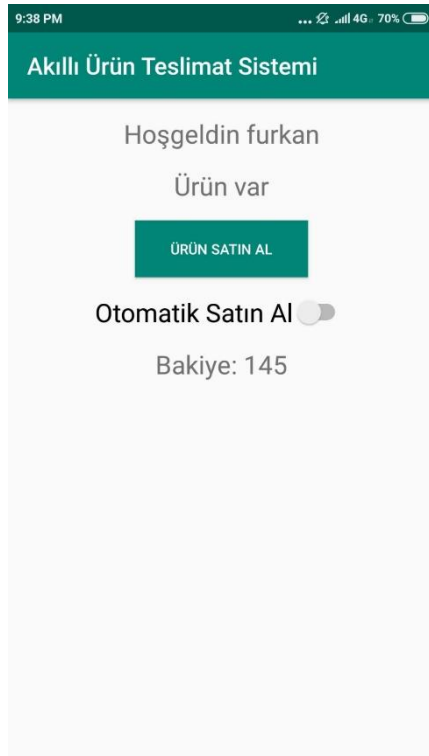 9:38 PM ... 4G 70%
Akıllı Ürün Teslimat Sistemi
Hoşgeldin furkan
Ürün var
ÜRÜN SATIN AL
Otomatik Satın Al
Bakiye: 145